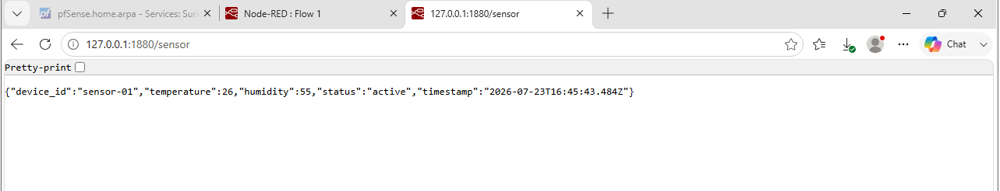 pfSense.home.arpa - Services: Suri
Node-RED : Flow 1
127.0.0.1:1880/sensor
127.0.0.1:1880/sensor
Chat
Pretty-print
{"device_id":"sensor-01","temperature":26,"humidity":55,"status":"active","timestamp":"2026-07-23T16:45:43.484Z"}